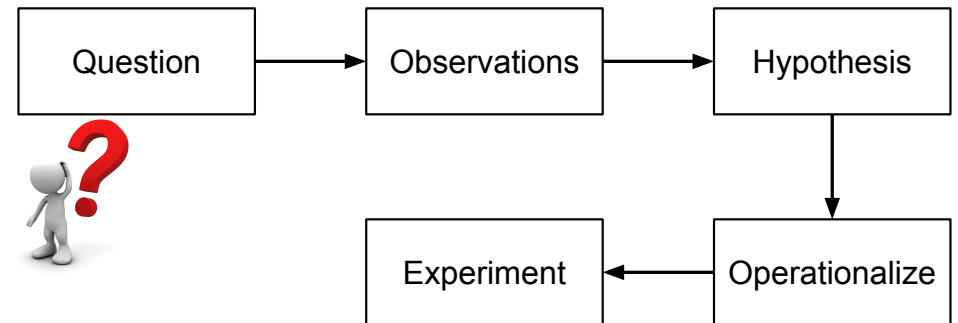 Question
Observations
Hypothesis
?
Operationalize
Experiment